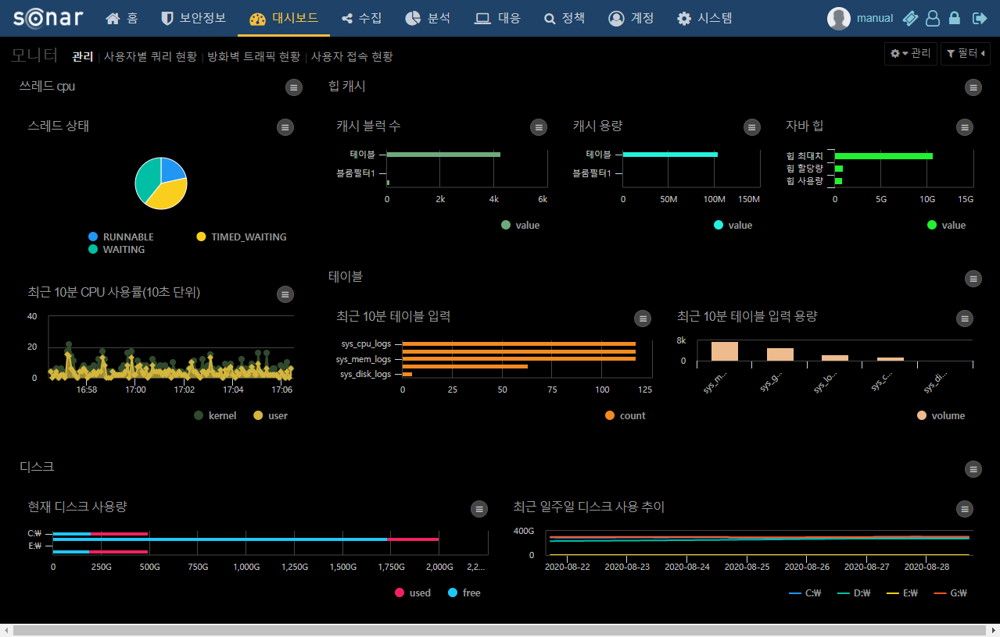 sonar 홈 보안정보 대시보드 수집 분석 대응 정책 계정 시스템 manual
모니터 관리 | 사용자별 쿼리 현황 | 방화벽 트래픽 현황 | 사용자 접속 현황 관리 필터
쓰레드 cpu
스레드 상태
RUNNABLE TIMED_WAITING
WAITING
최근 10분 CPU 사용률(10초 단위)
40
20
0
16:58 17:00 17:02 17:04 17:06
kernel user
힙 캐시
캐시 블럭 수
테이블
블룸필터1
0 2k 4k 6k
value
캐시 용량
테이블
블룸필터1
0 50M 100M 150M
value
자바 힙
힙 최대치
힙 할당량
힙 사용량
0 5G 10G 15G
value
테이블
최근 10분 테이블 입력
sys_cpu_logs
sys_mem_logs
sys_disk_logs
0 25 50 75 100 125
count
최근 10분 테이블 입력 용량
8k
0
sys_m... sys_g... sys_lo... sys_c... sys_di...
volume
디스크
현재 디스크 사용량
C:₩
E:₩
0 250G 500G 750G 1,000G 1,250G 1,500G 1,750G 2,000G 2,2...
used free
최근 일주일 디스크 사용 추이
400G
0
2020-08-22 2020-08-23 2020-08-24 2020-08-25 2020-08-26 2020-08-27 2020-08-28
C:₩ D:₩ E:₩ G:₩